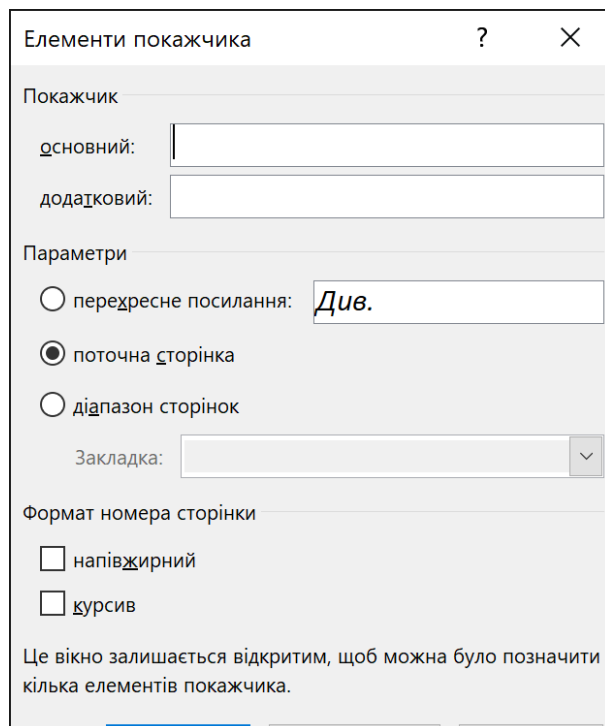 Елементи покажчика
Покажчик
основний:
додатковий:
Параметри
перехресне посилання: Див.
поточна сторінка
діапазон сторінок
Закладка:
Формат номера сторінки
напівжирний
курсив
Це вікно залишається відкритим, щоб можна було позначити
кілька елементів покажчика.